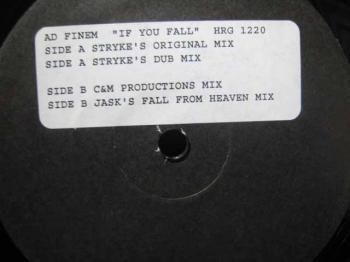 AD FINEM "IF YOU FALL" HRG 1220
SIDE A STRYKE'S ORIGINAL MIX
SIDE A STRYKE'S DUB MIX
SIDE B C&M PRODUCTIONS MIX
SIDE B JASK'S FALL FROM HEAVEN MIX